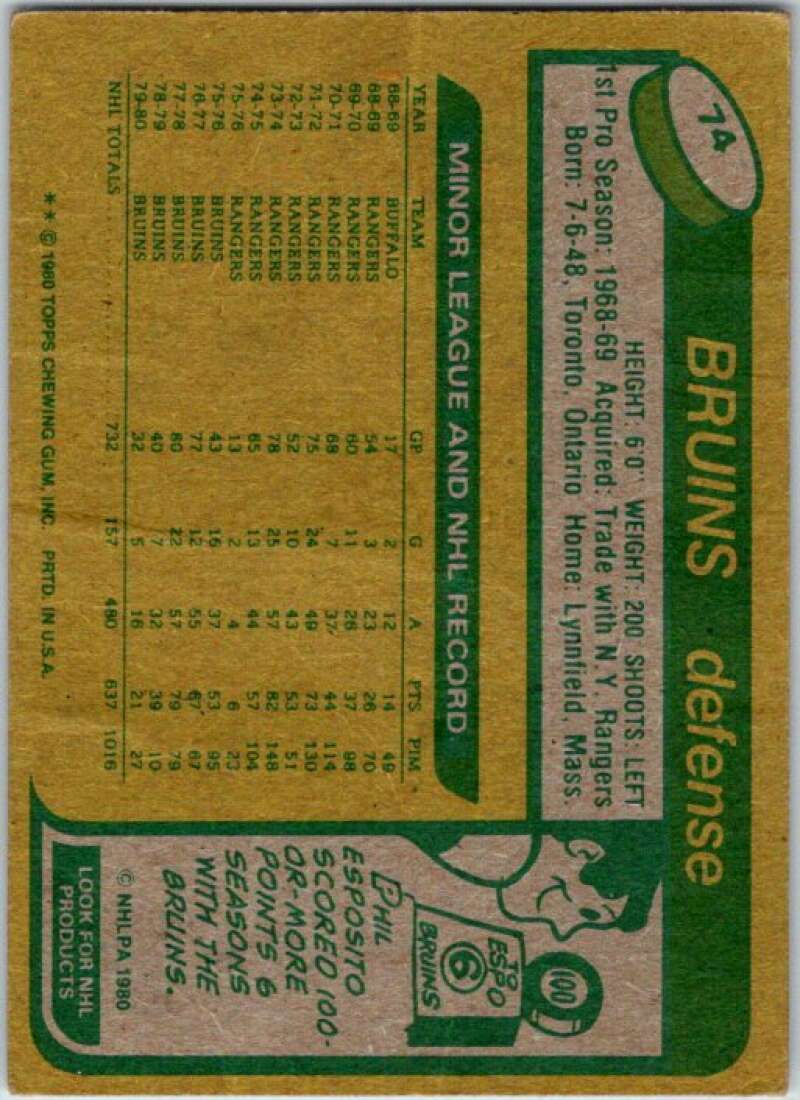 74
BRUINS defense
HEIGHT: 6'0" WEIGHT: 200 SHOOTS: LEFT
1st Pro Season: 1968-69 Acquired: Trade with N.Y. Rangers
Born: 7-6-48, Toronto, Ontario Home: Lynnfield, Mass.
MINOR LEAGUE AND NHL RECORD
YEAR TEAM GP G A PTS PIM
68-69 BUFFALO 17 2 12 14 49
68-69 RANGERS 54 3 23 26 70
69-70 RANGERS 60 11 26 37 98
70-71 RANGERS 68 7 37 44 114
71-72 RANGERS 75 24 49 73 130
72-73 RANGERS 52 10 43 53 51
73-74 RANGERS 78 25 57 82 148
74-75 RANGERS 65 13 44 57 104
75-76 RANGERS 13 2 4 6 23
75-76 BRUINS 43 16 37 53 95
76-77 BRUINS 77 12 55 67 67
77-78 BRUINS 80 22 57 79 79
78-79 BRUINS 40 7 32 39 10
79-80 BRUINS 32 5 16 21 27
NHL TOTALS 732 157 480 637 1016
** © 1980 TOPPS CHEWING GUM, INC. PRTD. IN U.S.A.
100
TO
ESPO
6
BRUINS
PHIL
ESPOSITO
SCORED 100-
OR-MORE
POINTS 6
SEASONS
WITH THE
BRUINS.
© NHLPA 1980
LOOK FOR NHL
PRODUCTS